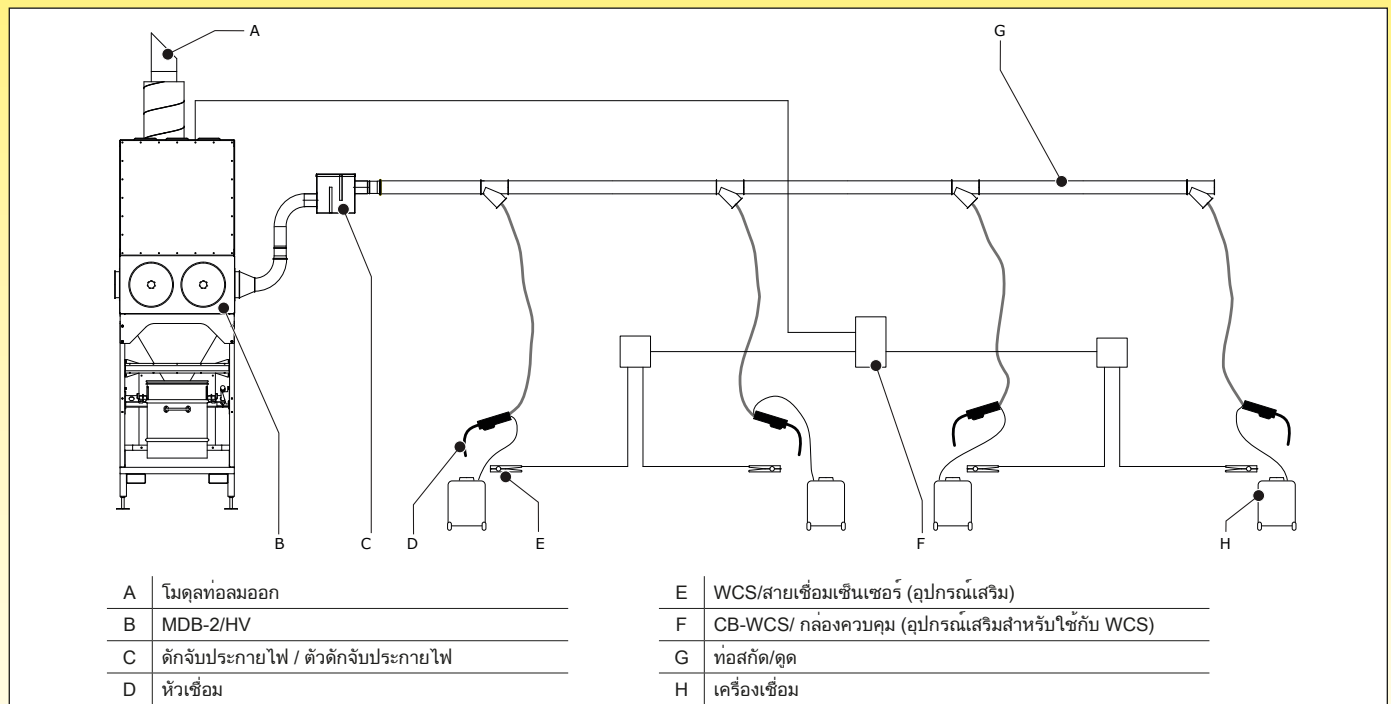 A
G
B
C
D
E
F
H
A โมดุลท่อลมออก
B MDB-2/HV
C ดักจับประกายไฟ / ตัวดักจับประกายไฟ
D หัวเชื่อม
E WCS/สายเชื่อมเซ็นเซอร์ (อุปกรณ์เสริม)
F CB-WCS/ กล่องควบคุม (อุปกรณ์เสริมสำหรับใช้กับ WCS)
G ท่อสกัด/ดูด
H เครื่องเชื่อม